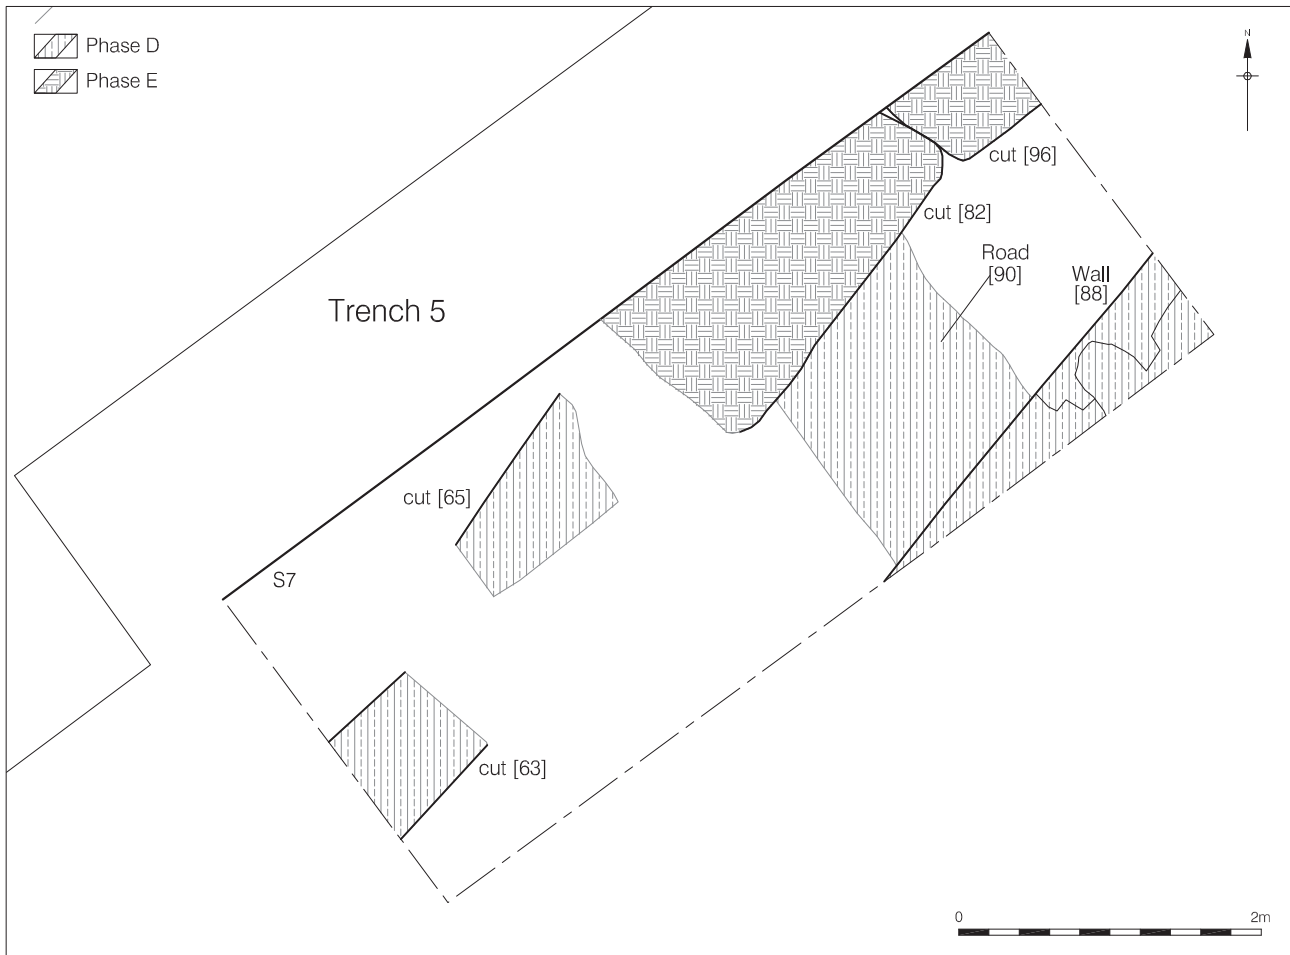 Phase D
Phase E
N
cut [96]
cut [82]
Road
[90]
Wall
[88]
Trench 5
cut [65]
S7
cut [63]
0 2m